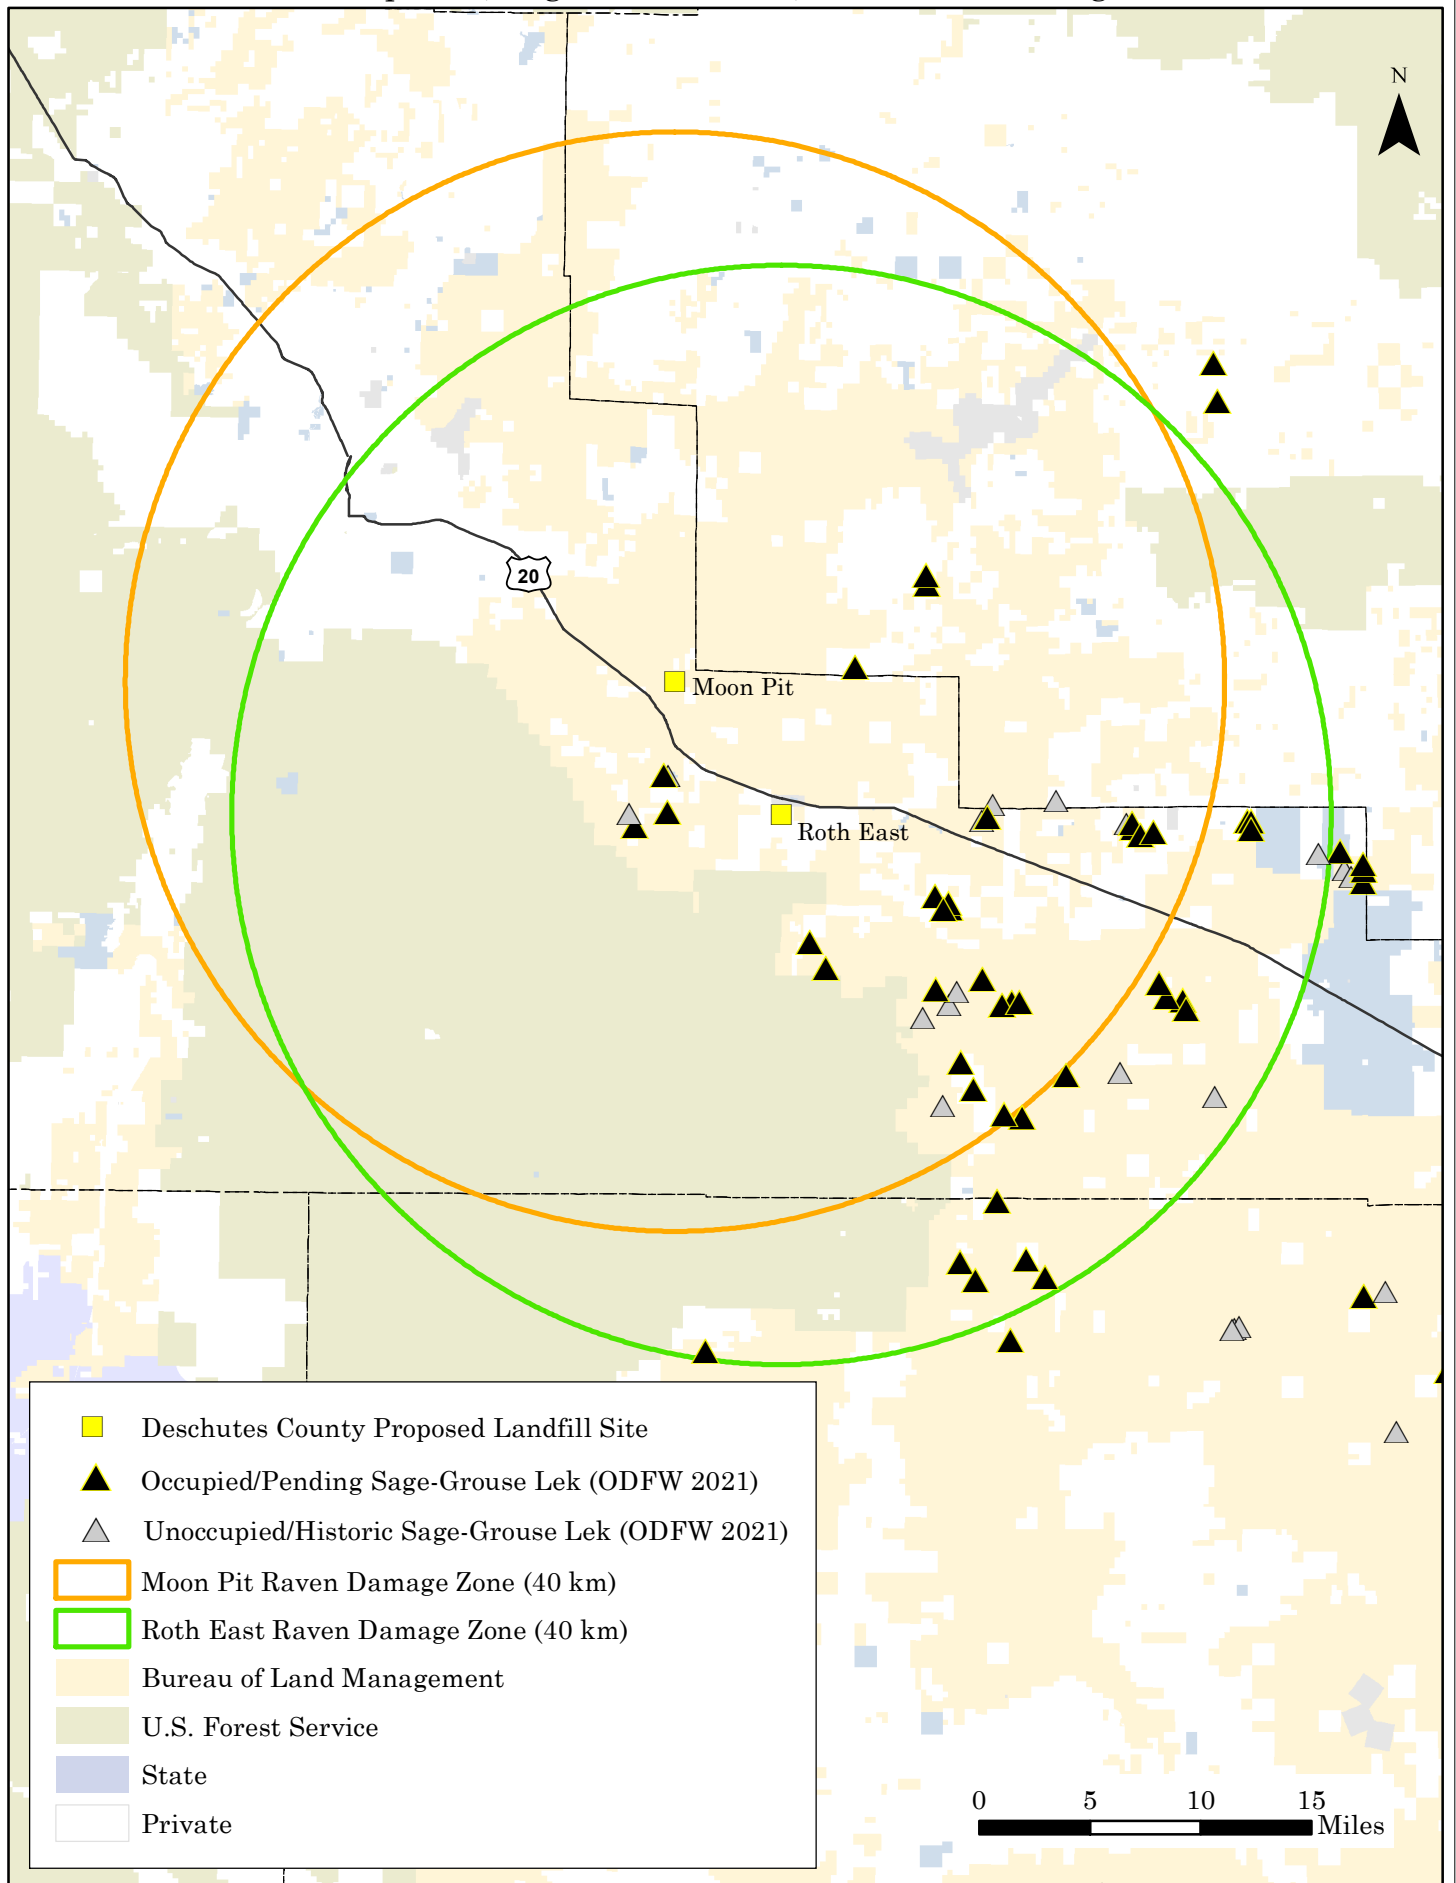 N
20
Moon Pit
Roth East
Deschutes County Proposed Landfill Site
Occupied/Pending Sage-Grouse Lek (ODFW 2021)
Unoccupied/Historic Sage-Grouse Lek (ODFW 2021)
Moon Pit Raven Damage Zone (40 km)
Roth East Raven Damage Zone (40 km)
Bureau of Land Management
U.S. Forest Service
State
Private
0 5 10 15
Miles